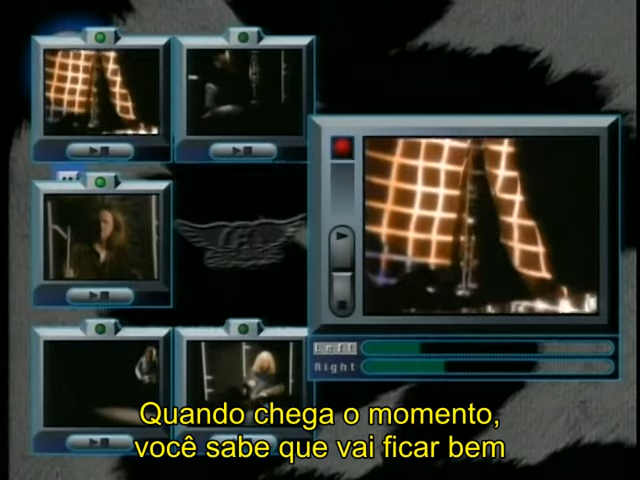 Left
Right
Quando chega o momento,
você sabe que vai ficar bem